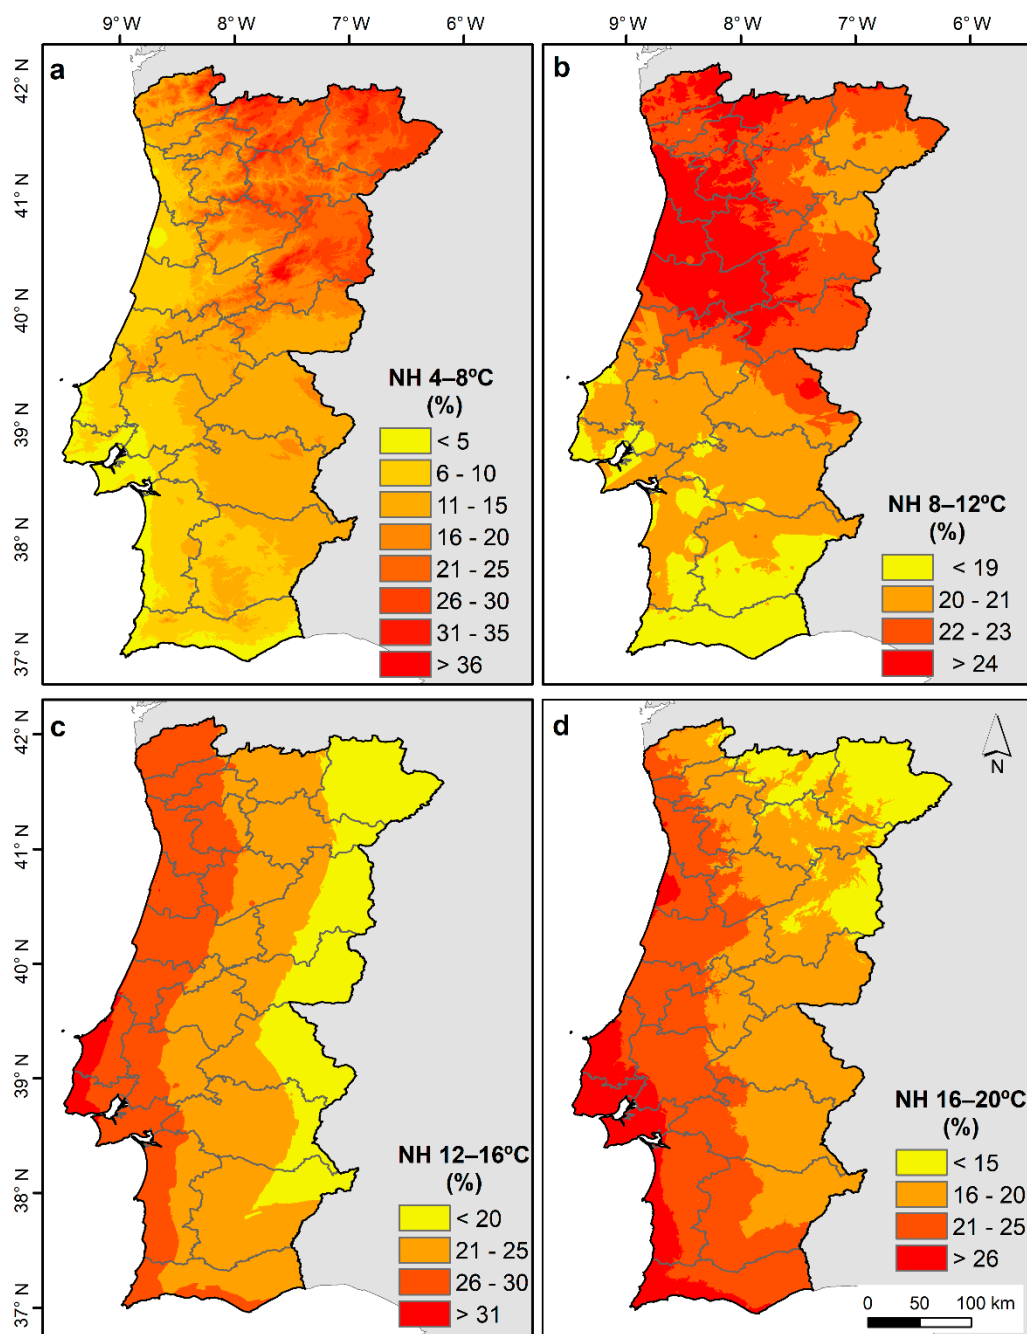 9° W 8° W 7° W 6° W 9° W 8° W 7° W 6° W
a
b
42° N
41° N
40° N
39° N
38° N
37° N
NH 4–8ºC
(%)
< 5
6 - 10
11 - 15
16 - 20
21 - 25
26 - 30
31 - 35
> 36
NH 8–12ºC
(%)
< 19
20 - 21
22 - 23
> 24
c
d
42° N
41° N
40° N
39° N
38° N
37° N
N
NH 12–16ºC
(%)
< 20
21 - 25
26 - 30
> 31
NH 16–20ºC
(%)
< 15
16 - 20
21 - 25
> 26
0 50 100 km